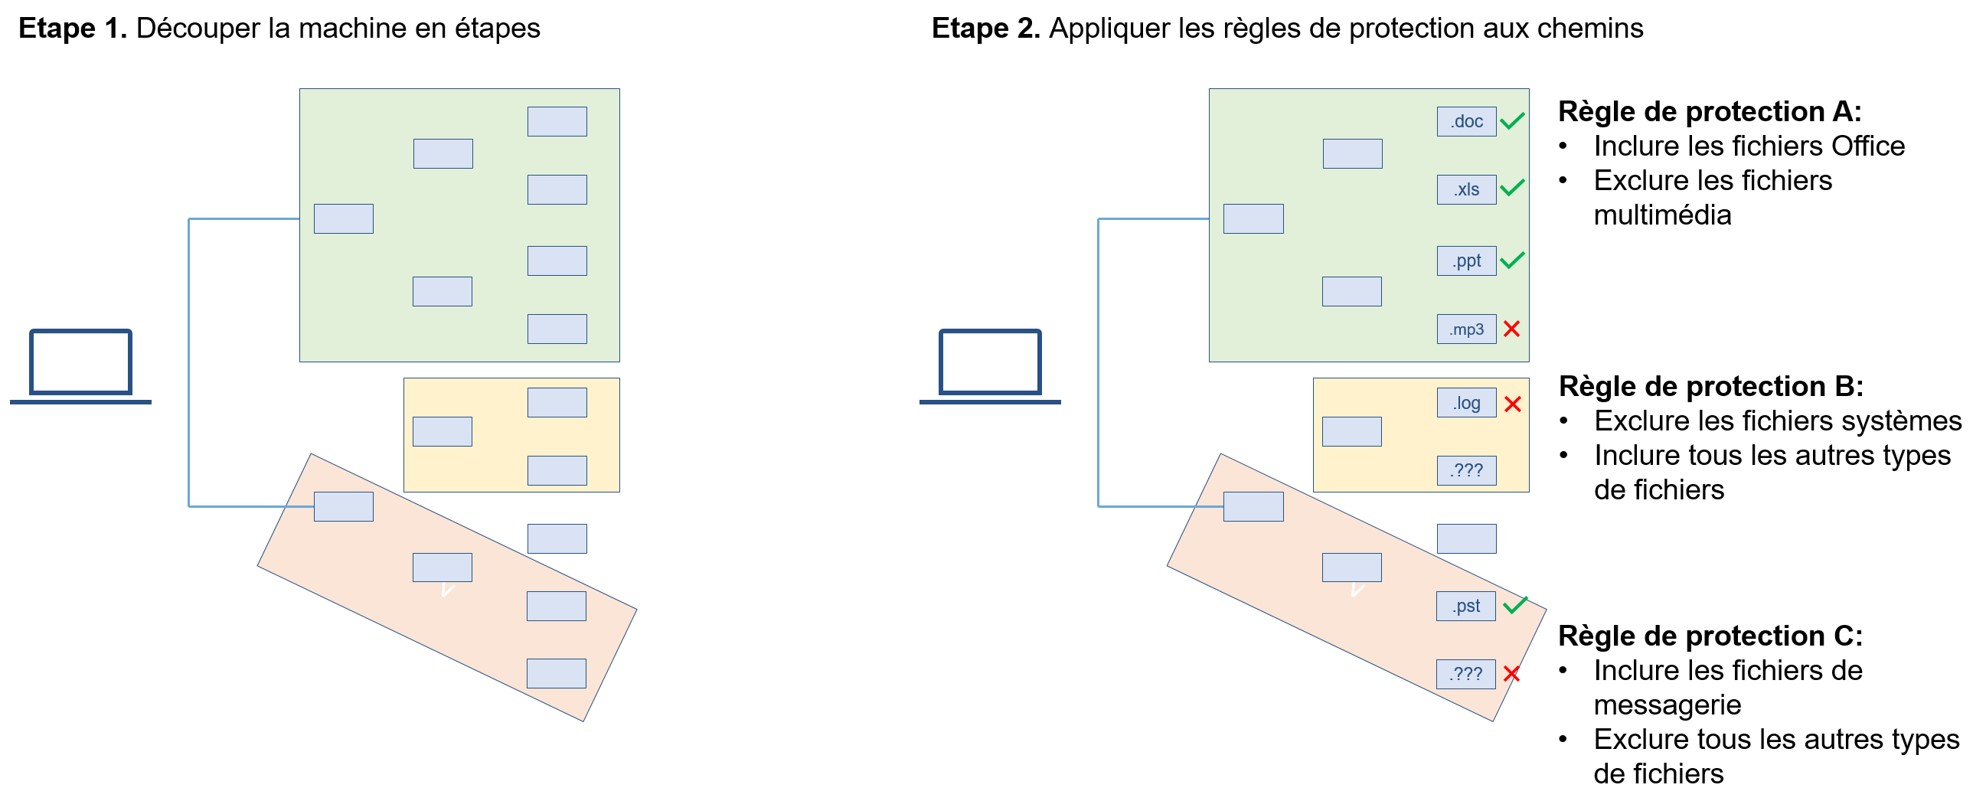 Etape 1. Découper la machine en étapes
Etape 2. Appliquer les règles de protection aux chemins
.doc
.xls
.ppt
.mp3
Règle de protection A:
• Inclure les fichiers Office
• Exclure les fichiers
multimédia
.log
.???
Règle de protection B:
• Exclure les fichiers systèmes
• Inclure tous les autres types
de fichiers
.pst
.???
Règle de protection C:
• Inclure les fichiers de
messagerie
• Exclure tous les autres types
de fichiers